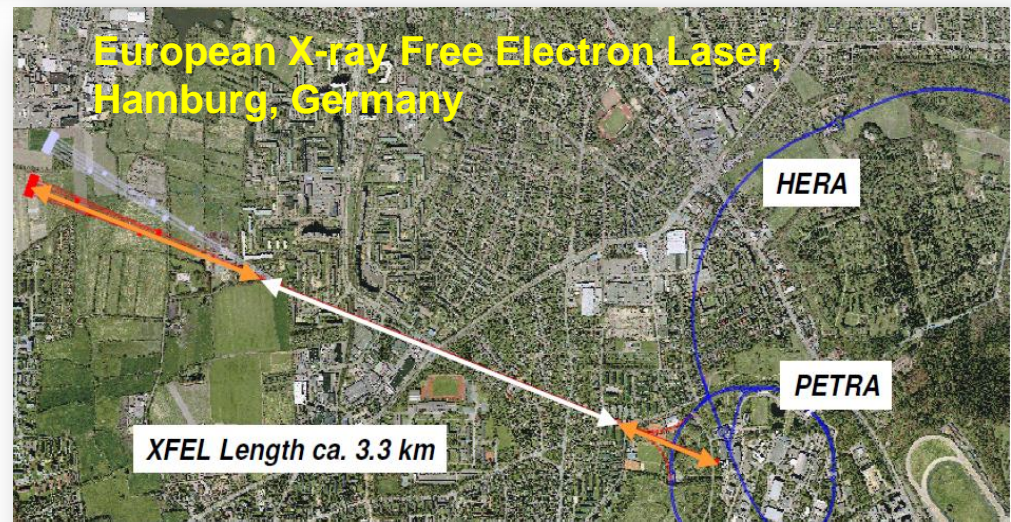 European X-ray Free Electron Laser,
Hamburg, Germany
HERA
PETRA
XFEL Length ca. 3.3 km